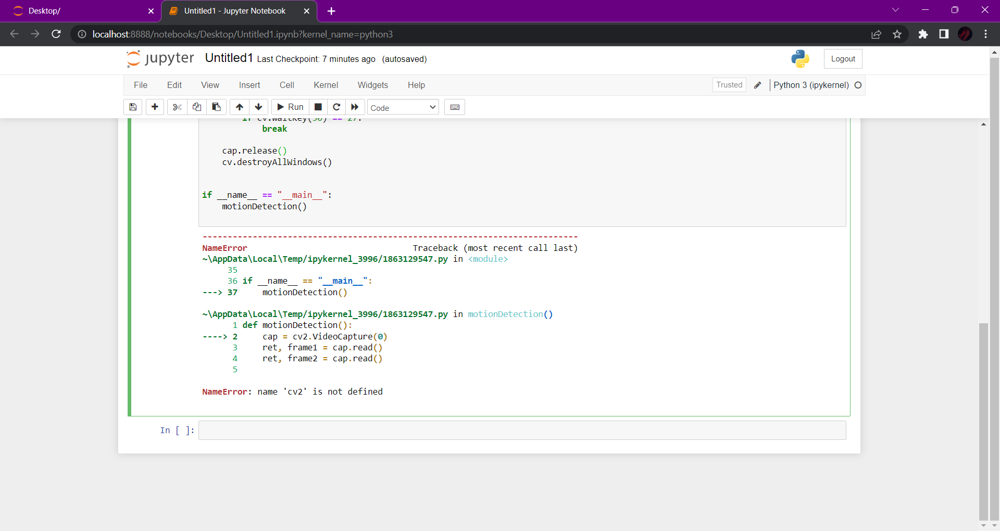 Desktop/
Untitled1 - Jupyter Notebook
localhost:8888/notebooks/Desktop/Untitled1.ipynb?kernel_name=python3
jupyter Untitled1 Last Checkpoint: 7 minutes ago (autosaved)
Logout
File Edit View Insert Cell Kernel Widgets Help
Trusted Python 3 (ipykernel)
Run Code
break
cap.release()
cv.destroyAllWindows()
if __name__ == "__main__":
motionDetection()
---------------------------------------------------------------------------
NameError Traceback (most recent call last)
~\AppData\Local\Temp/ipykernel_3996/1863129547.py in <module>
35
36 if __name__ == "__main__":
---> 37 motionDetection()
~\AppData\Local\Temp/ipykernel_3996/1863129547.py in motionDetection()
1 def motionDetection():
----> 2 cap = cv2.VideoCapture(0)
3 ret, frame1 = cap.read()
4 ret, frame2 = cap.read()
5
NameError: name 'cv2' is not defined
In [ ]: